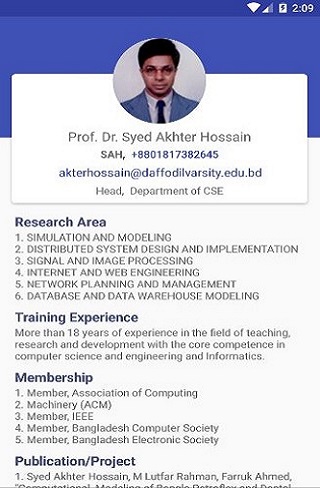 2:09
Prof. Dr. Syed Akhter Hossain
SAH, +8801817382645
akterhossain@daffodilvarsity.edu.bd
Head, Department of CSE
Research Area
1. SIMULATION AND MODELING
2. DISTRIBUTED SYSTEM DESIGN AND IMPLEMENTATION
3. SIGNAL AND IMAGE PROCESSING
4. INTERNET AND WEB ENGINEERING
5. NETWORK PLANNING AND MANAGEMENT
6. DATABASE AND DATA WAREHOUSE MODELING
Training Experience
More than 18 years of experience in the field of teaching,
research and development with the core competence in
computer science and engineering and Informatics.
Membership
1. Member, Association of Computing
2. Machinery (ACM)
3. Member, IEEE
4. Member, Bangladesh Computer Society
5. Member, Bangladesh Electronic Society
Publication/Project
1. Syed Akhter Hossain, M Lutfar Rahman, Farruk Ahmed,